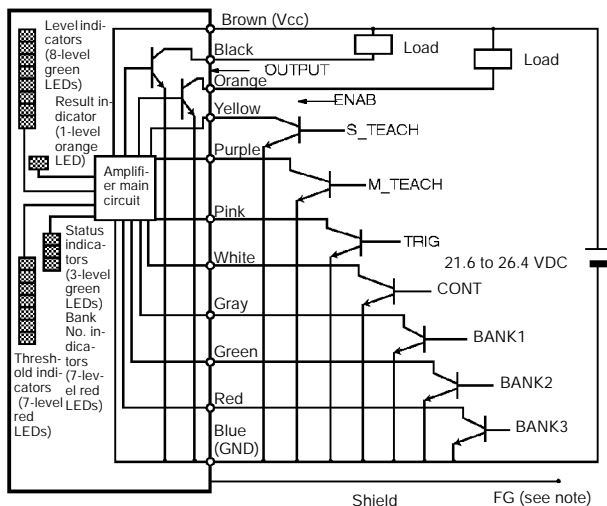 Level indi-
cators
(8-level
green
LEDs)
Result in-
dicator
(1-level
orange
LED)
Amplifi-
er main
circuit
Status
indica-
tors
(3-level
green
LEDs)
Bank
No. in-
dica-
tors
(7-lev-
el red
LEDs)
Thresh-
old indi-
cators
(7-level
red
LEDs)
Brown (Vcc)
Black
OUTPUT
Orange
ENAB
Yellow
S_TEACH
Purple
M_TEACH
Pink
TRIG
White
CONT
Gray
BANK1
Green
BANK2
Red
BANK3
Blue
(GND)
Load
Load
21.6 to 26.4 VDC
Shield
FG (see note)